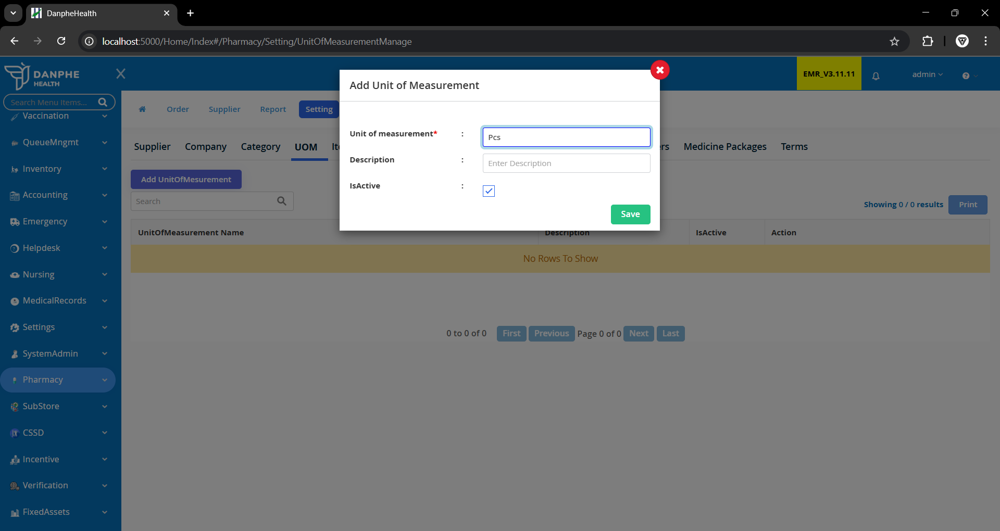 DanpheHealth
localhost:5000/Home/Index#/Pharmacy/Setting/UnitOfMeasurementManage
DANPHE
HEALTH
EMR_V3.11.11
admin
Search Menu Items...
Vaccination
QueueMngmt
Inventory
Accounting
Emergency
Helpdesk
Nursing
MedicalRecords
Settings
SystemAdmin
Pharmacy
SubStore
CSSD
Incentive
Verification
FixedAssets
Order Supplier Report Setting
Supplier Company Category UOM Ite
ers Medicine Packages Terms
Add UnitOfMesurement
Search
Showing 0 / 0 results Print
UnitOfMeasurement Name Description IsActive Action
No Rows To Show
0 to 0 of 0 First Previous Page 0 of 0 Next Last
Add Unit of Measurement
Unit of measurement* : Pcs
Description : Enter Description
IsActive :
Save